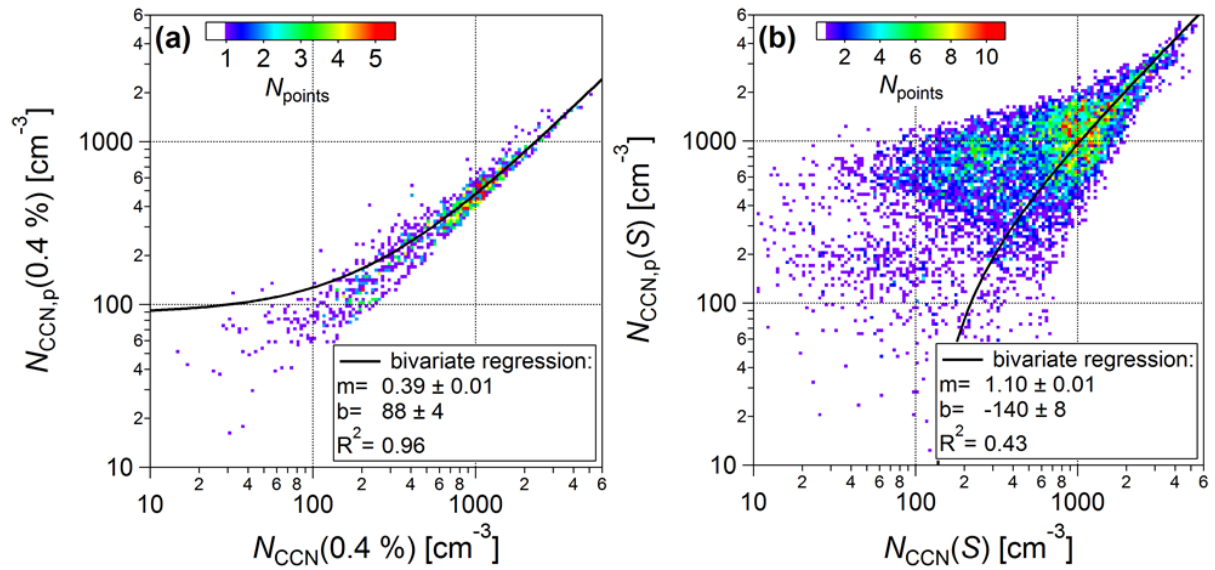 (a)
1 2 3 4 5
N_points
N_CCN,p(0.4 %) [cm^-3]
6
4
2
1000
6
4
2
100
6
4
2
10
bivariate regression:
m= 0.39 ± 0.01
b= 88 ± 4
R^2= 0.96
10 2 4 6 100 2 4 6 1000 2 4 6
N_CCN(0.4 %) [cm^-3]
(b)
2 4 6 8 10
N_points
N_CCN,p(S) [cm^-3]
6
4
2
1000
6
4
2
100
6
4
2
10
bivariate regression:
m= 1.10 ± 0.01
b= -140 ± 8
R^2= 0.43
10 2 4 6 100 2 4 6 1000 2 4 6
N_CCN(S) [cm^-3]